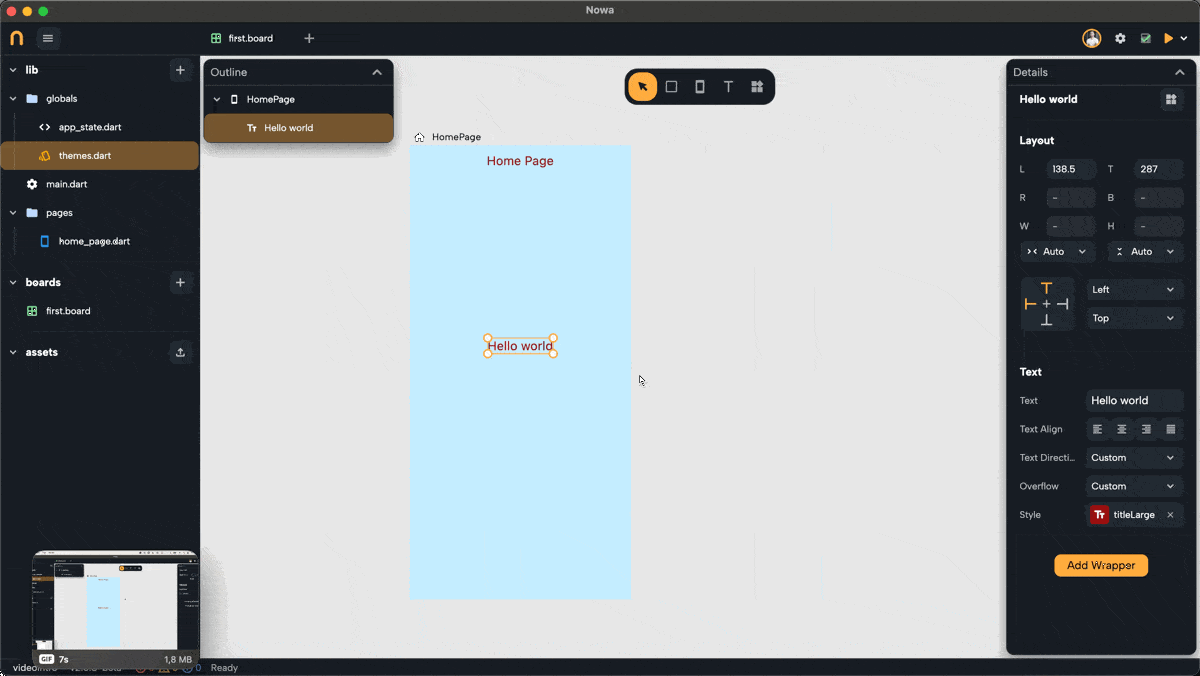 Nowa
first.board
lib
globals
app_state.dart
themes.dart
main.dart
pages
home_page.dart
boards
first.board
assets
Outline
HomePage
Tт Hello world
HomePage
Home Page
Hello world
Details
Hello world
Layout
L 138.5 T 287
R - B -
W - H -
Auto Auto
Left
Top
Text
Text Hello world
Text Align
Text Directi... Custom
Overflow Custom
Style Tт titleLarge
Add Wrapper
GIF 7s 1,8 MB
Ready